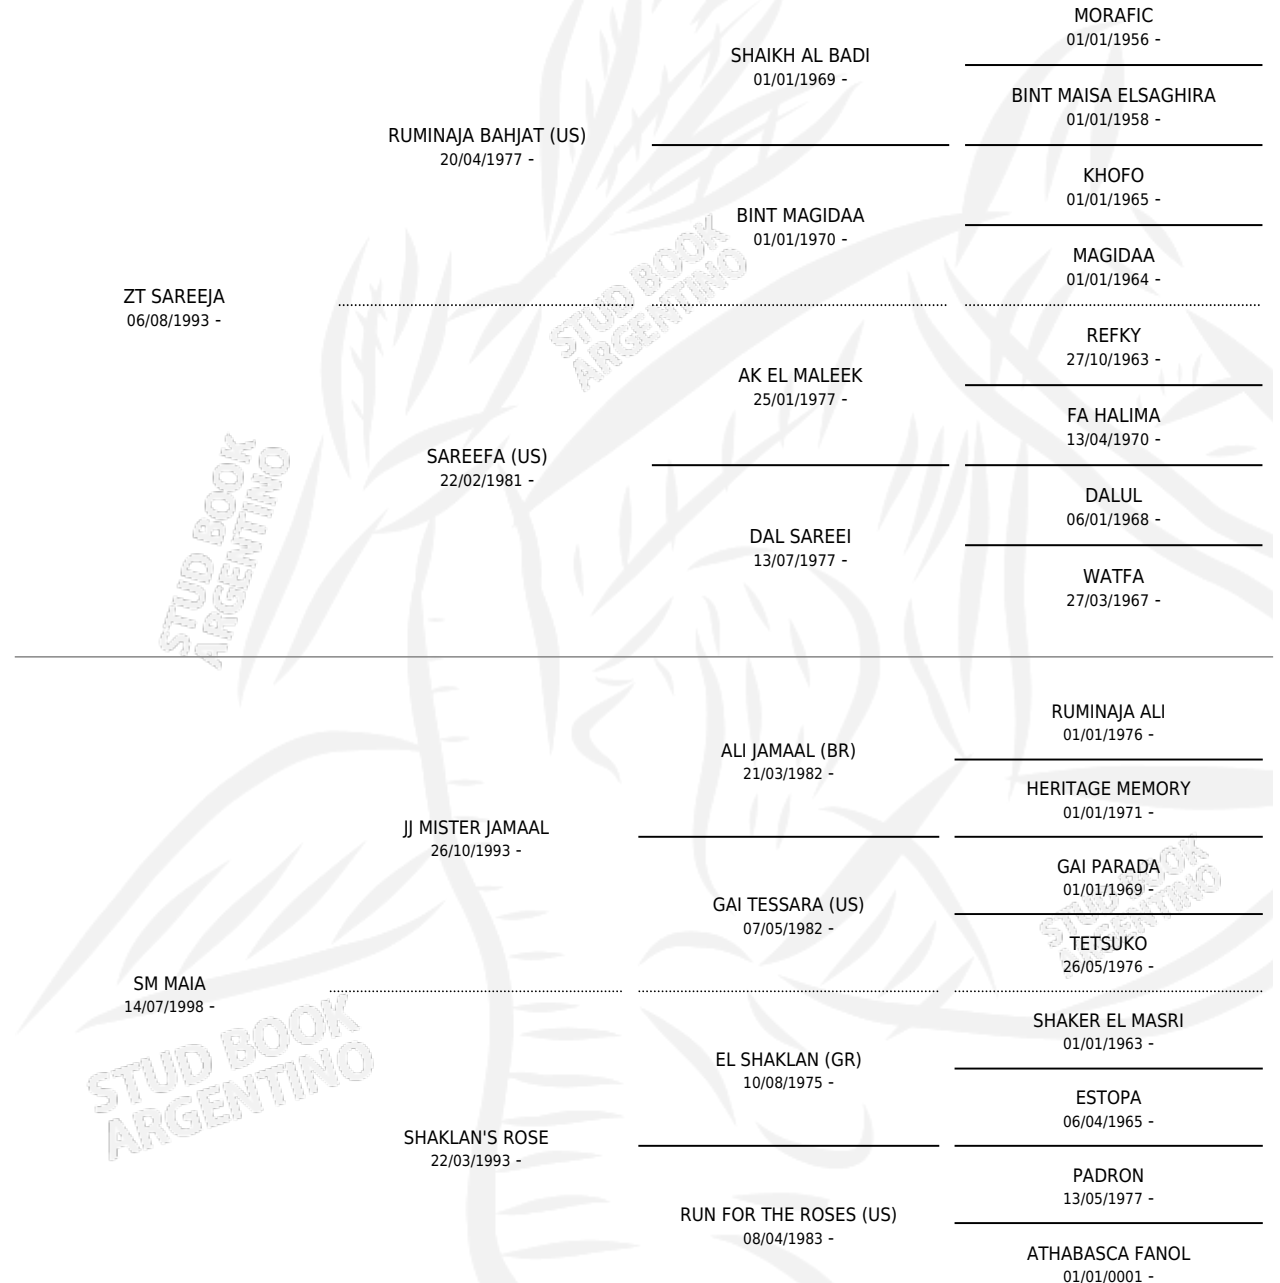 MORAFIC
01/01/1956 -
SHAIKH AL BADI
01/01/1969 -
BINT MAISA ELSAGHIRA
01/01/1958 -
RUMINAJA BAHJAT (US)
20/04/1977 -
KHOFO
01/01/1965 -
BINT MAGIDAA
01/01/1970 -
MAGIDAA
01/01/1964 -
ZT SAREEJA
06/08/1993 -
STUD BOOK
ARGENTINO
REFKY
27/10/1963 -
AK EL MALEEK
25/01/1977 -
FA HALIMA
13/04/1970 -
SAREEFA (US)
22/02/1981 -
DALUL
06/01/1968 -
DAL SAREEI
13/07/1977 -
WATFA
27/03/1967 -
STUD BOOK
ARGENTINO
RUMINAJA ALI
01/01/1976 -
ALI JAMAAL (BR)
21/03/1982 -
HERITAGE MEMORY
01/01/1971 -
JJ MISTER JAMAAL
26/10/1993 -
GAI PARADA
01/01/1969 -
GAI TESSARA (US)
07/05/1982 -
TETSUKO
26/05/1976 -
STUD BOOK
ARGENTINO
SM MAIA
14/07/1998 -
SHAKER EL MASRI
01/01/1963 -
EL SHAKLAN (GR)
10/08/1975 -
ESTOPA
06/04/1965 -
STUD BOOK
ARGENTINO
SHAKLAN'S ROSE
22/03/1993 -
PADRON
13/05/1977 -
RUN FOR THE ROSES (US)
08/04/1983 -
ATHABASCA FANOL
01/01/0001 -